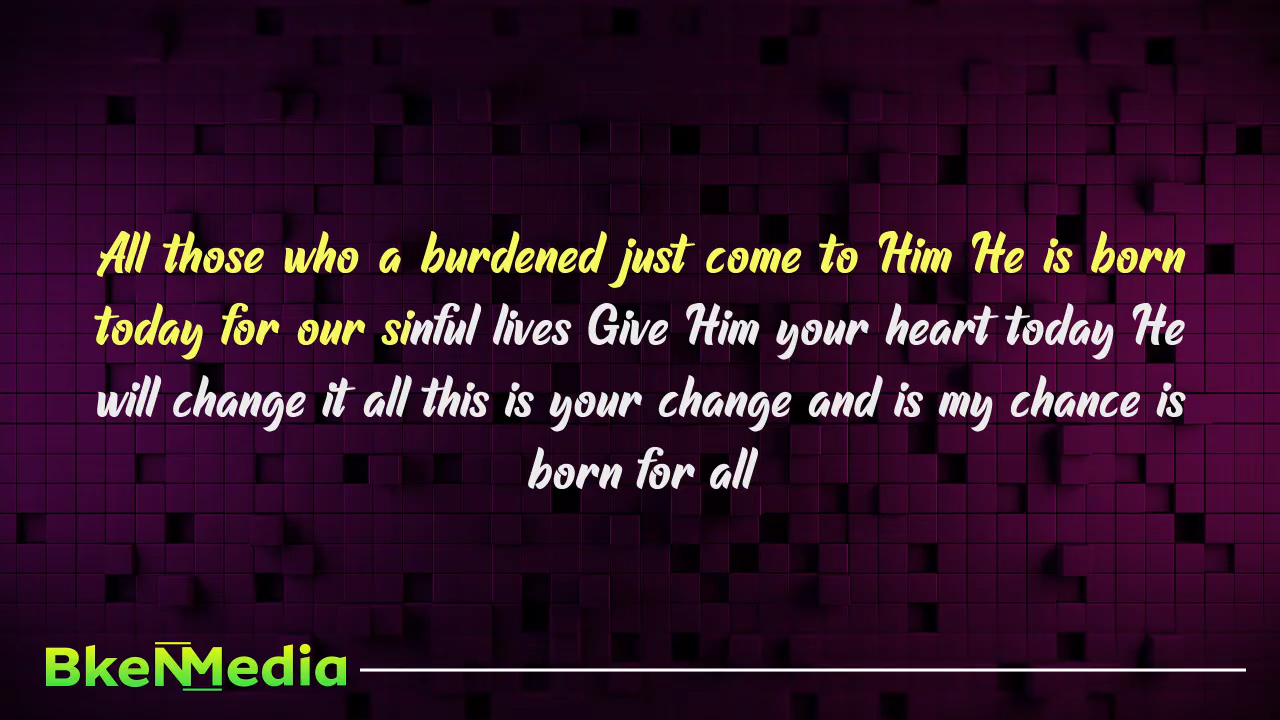 All those who a burdened just come to Him He is born
today for our sinful lives Give Him your heart today He
will change it all this is your change and is my chance is
born for all
BkeNMedia